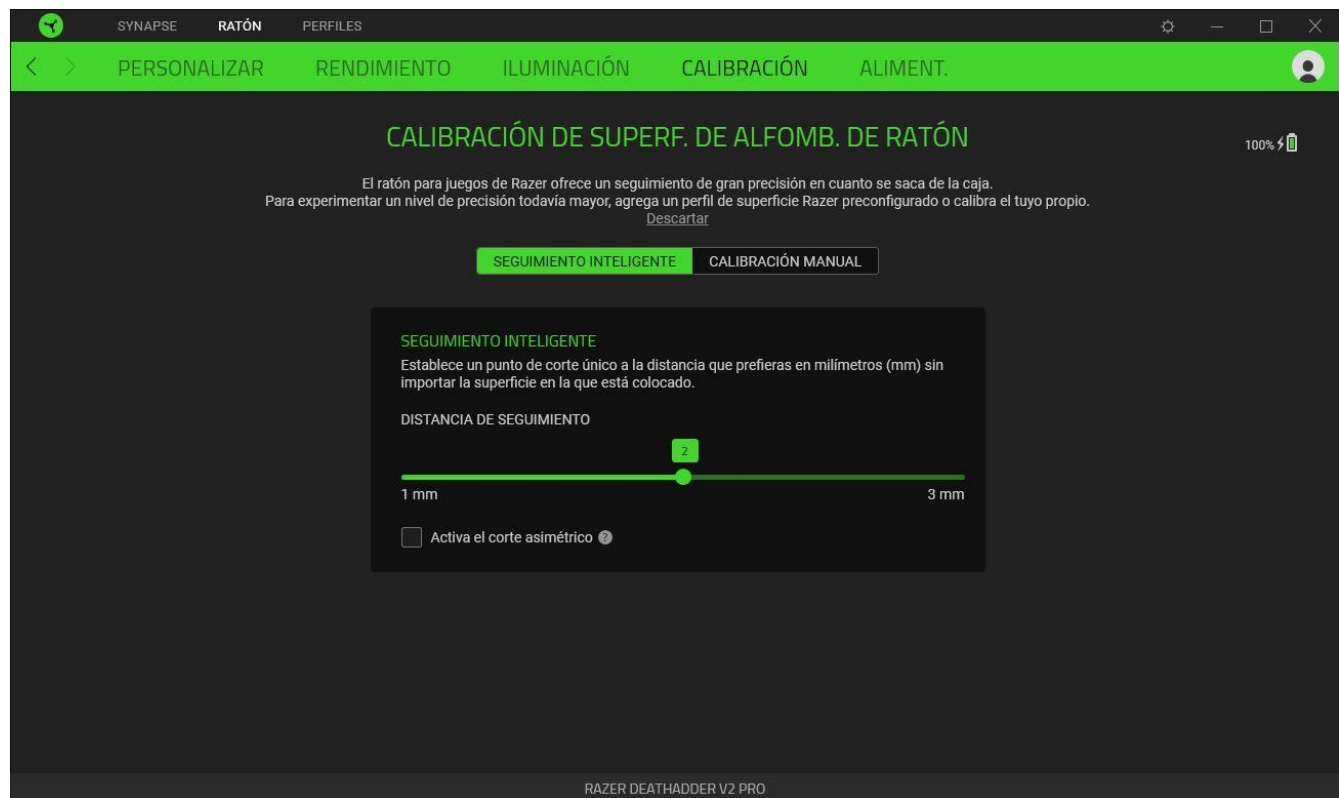 SYNAPSE RATÓN PERFILES
PERSONALIZAR RENDIMIENTO ILUMINACIÓN CALIBRACIÓN ALIMENT.
CALIBRACIÓN DE SUPERF. DE ALFOMB. DE RATÓN
100%
El ratón para juegos de Razer ofrece un seguimiento de gran precisión en cuanto se saca de la caja.
Para experimentar un nivel de precisión todavía mayor, agrega un perfil de superficie Razer preconfigurado o calibra el tuyo propio.
Descartar
SEGUIMIENTO INTELIGENTE CALIBRACIÓN MANUAL
SEGUIMIENTO INTELIGENTE
Establece un punto de corte único a la distancia que prefieras en milímetros (mm) sin
importar la superficie en la que está colocado.
DISTANCIA DE SEGUIMIENTO
2
1 mm 3 mm
Activa el corte asimétrico ?
RAZER DEATHADDER V2 PRO